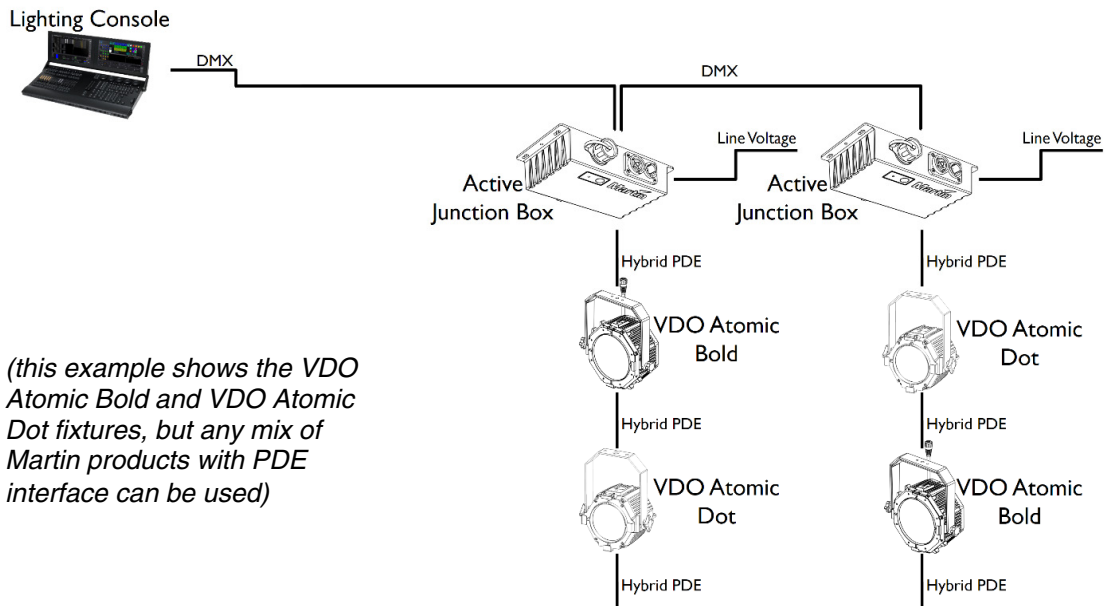 Lighting Console
DMX
DMX
Line Voltage
Line Voltage
Active
Junction Box
Active
Junction Box
Martin
Martin
Hybrid PDE
Hybrid PDE
VDO Atomic
Bold
VDO Atomic
Dot
(this example shows the VDO
Atomic Bold and VDO Atomic
Dot fixtures, but any mix of
Martin products with PDE
interface can be used)
Hybrid PDE
Hybrid PDE
VDO Atomic
Dot
VDO Atomic
Bold
Hybrid PDE
Hybrid PDE